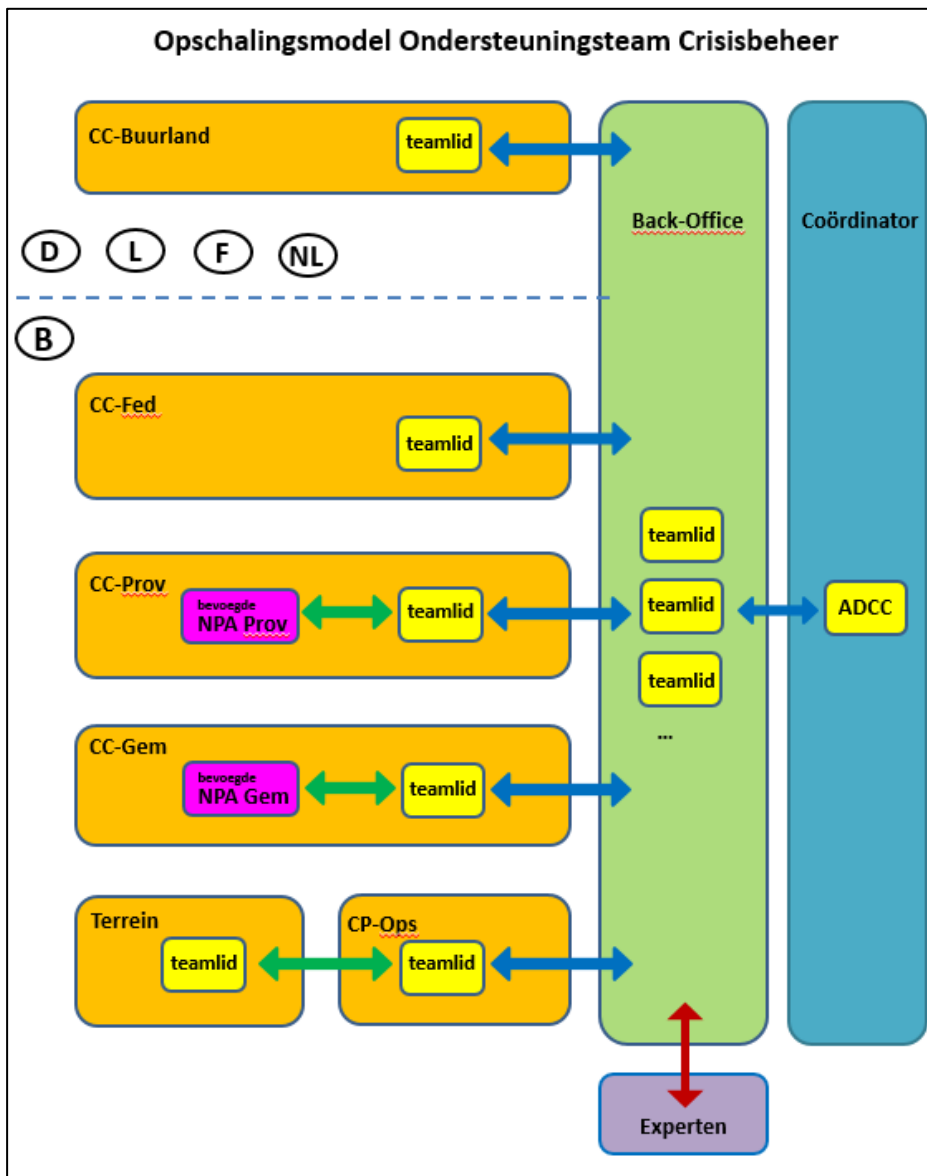 Opschalingsmodel Ondersteuningsteam Crisisbeheer
CC-Buurland
teamlid
Back-Office
Coördinator
D
L
F
NL
B
CC-Fed
teamlid
teamlid
CC-Prov
bevoegde
NPA Prov
teamlid
teamlid
ADCC
teamlid
...
CC-Gem
bevoegde
NPA Gem
teamlid
Terrein
teamlid
CP-Ops
teamlid
Experten